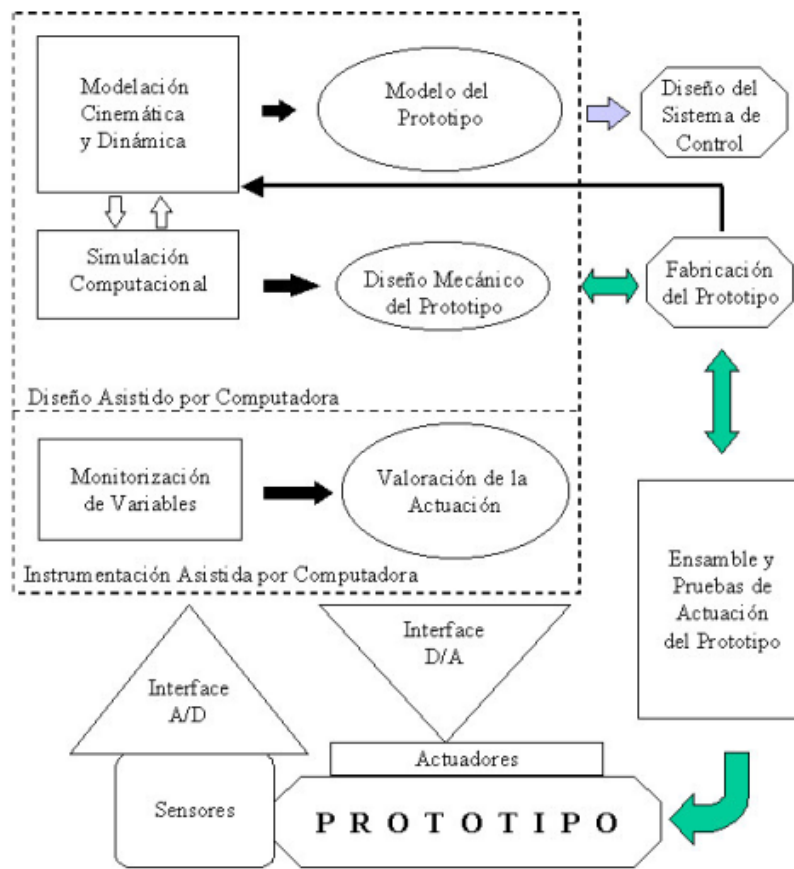 Modelación
Cinemática
y Dinámica
Modelo del
Prototipo
Diseño del
Sistema de
Control
Simulación
Computacional
Diseño Mecánico
del Prototipo
Fabricación
del Prototipo
Diseño Asistido por Computadora
Monitorización
de Variables
Valoración de la
Actuación
Instrumentación Asistida por Computadora
Ensamble y
Pruebas de
Actuación
del Prototipo
Interface
A/D
Interface
D/A
Sensores
Actuadores
P R O T O T I P O